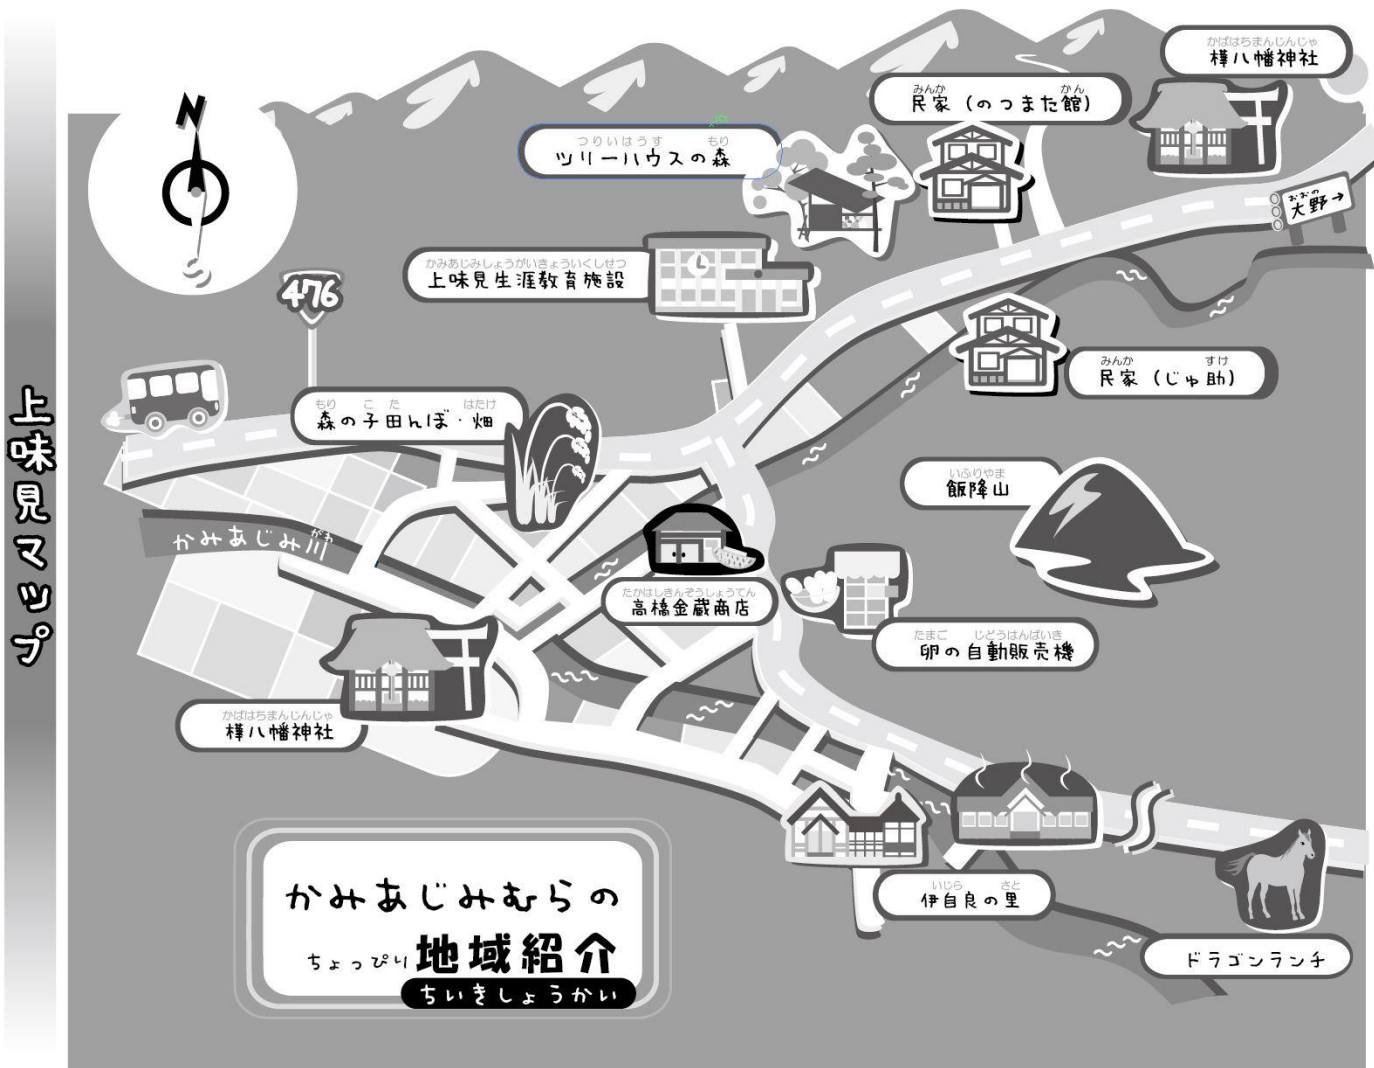 上味見マップ
N
S
かばはちまんじんじゃ
樺八幡神社
みんか かん
民家(のつまた館)
つりいはうす もり
ツリーハウスの森
おおの
大野→
かみあじみしょうがいきょういくしせつ
上味見生涯教育施設
476
みんか すけ
民家(じゅ助)
もり こ た はたけ
森の子田んぼ・畑
いふりやま
飯降山
がわ
かみあじみ川
たかはしきんぞうしょうてん
高橋金蔵商店
たまご じどうはんばいき
卵の自動販売機
かばはちまんじんじゃ
樺八幡神社
いじら さと
伊自良の里
ドラゴンランチ
かみあじみむらの
ちょっぴり地域紹介
ちいきしょうかい